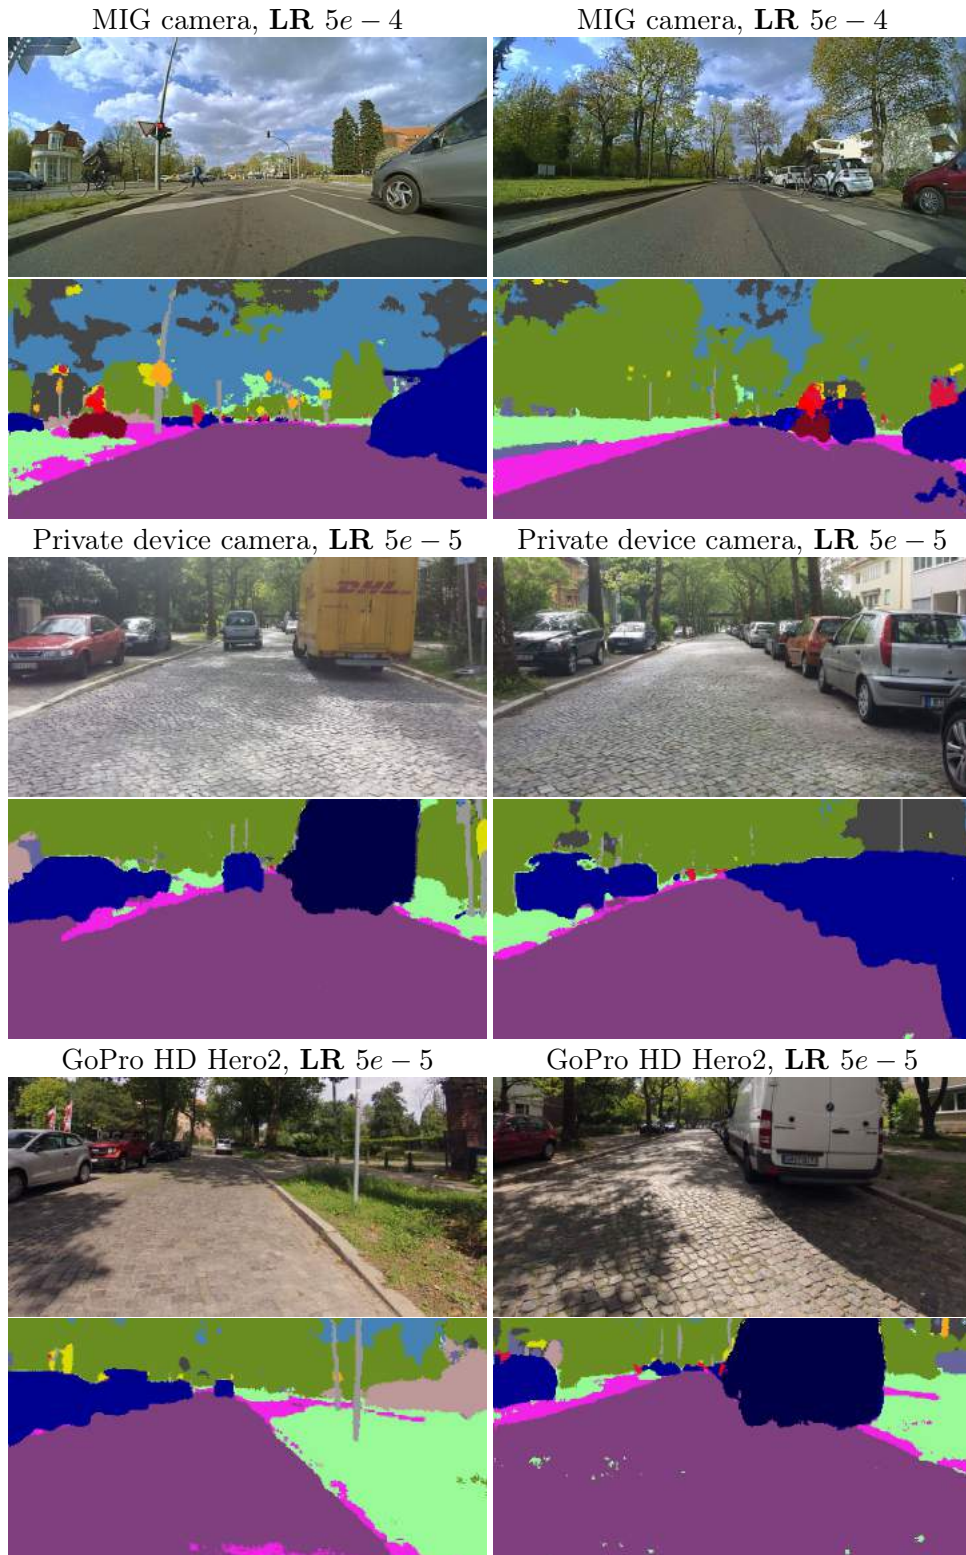 MIG camera, LR 5e − 4
MIG camera, LR 5e − 4
Private device camera, LR 5e − 5
Private device camera, LR 5e − 5
DHL
GoPro HD Hero2, LR 5e − 5
GoPro HD Hero2, LR 5e − 5